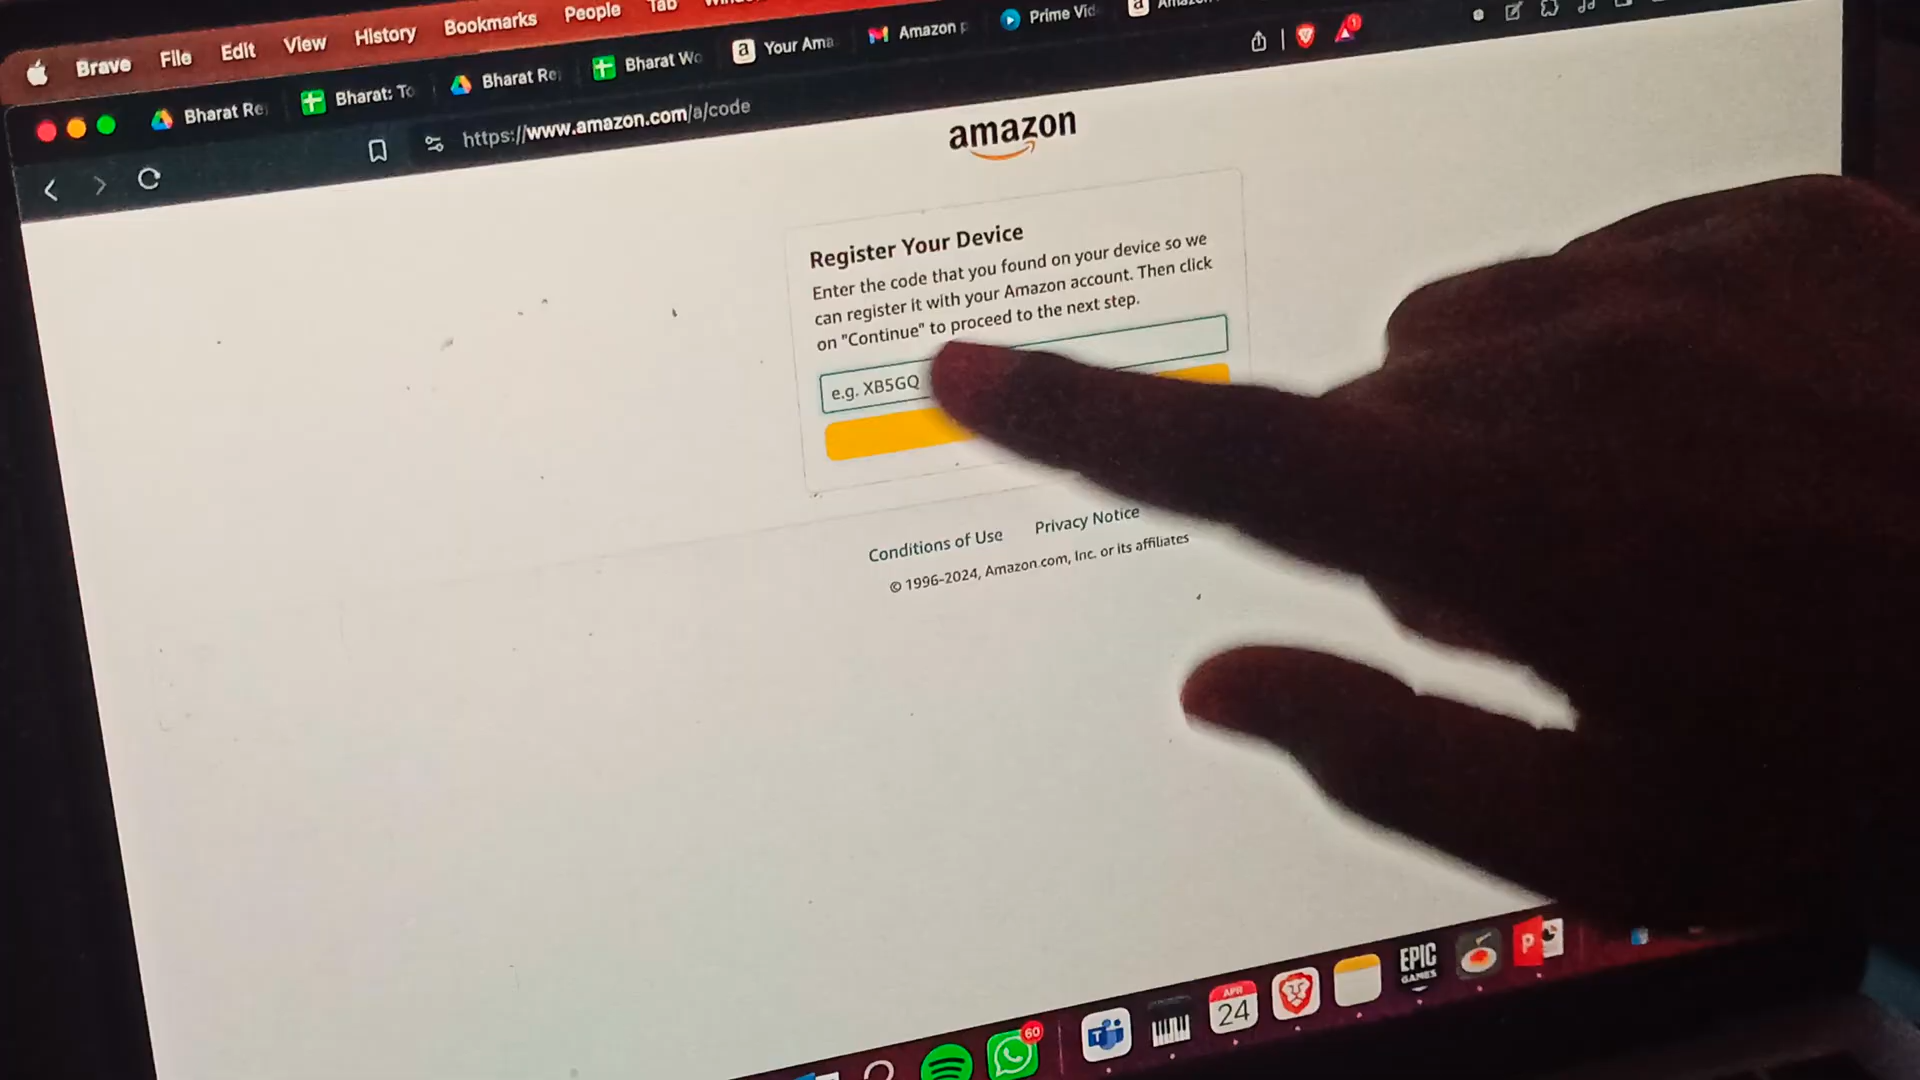 Brave File Edit View History Bookmarks People Tab
Bharat Re Bharat: To Bharat Re Bharat Wo Your Ama Amazon p Prime Vid
https://www.amazon.com/a/code
amazon
Register Your Device
Enter the code that you found on your device so we
can register it with your Amazon account. Then click
on "Continue" to proceed to the next step.
e.g. XB5GQ
Conditions of Use Privacy Notice
© 1996-2024, Amazon.com, Inc. or its affiliates
60
APR
24
EPIC
GAMES
P